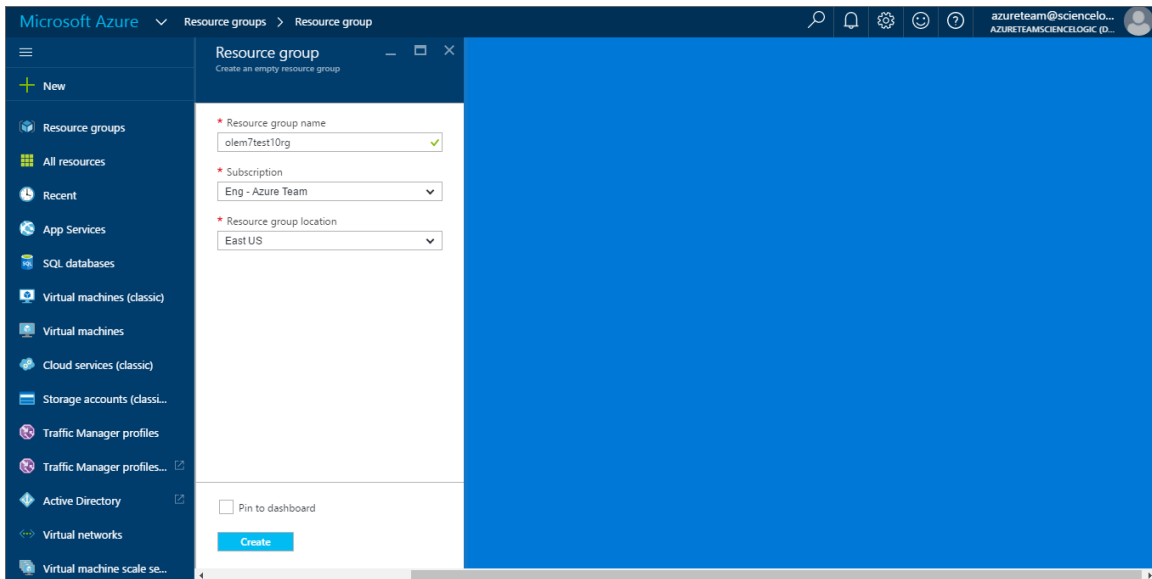 Microsoft Azure Resource groups > Resource group
azureteam@sciencelo...
AZURETEAMSCIENCELOGIC (D...
New
Resource groups
All resources
Recent
App Services
SQL databases
Virtual machines (classic)
Virtual machines
Cloud services (classic)
Storage accounts (classi...
Traffic Manager profiles
Traffic Manager profiles...
Active Directory
Virtual networks
Virtual machine scale se...
Resource group
Create an empty resource group
* Resource group name
olem7test10rg
* Subscription
Eng - Azure Team
* Resource group location
East US
Pin to dashboard
Create